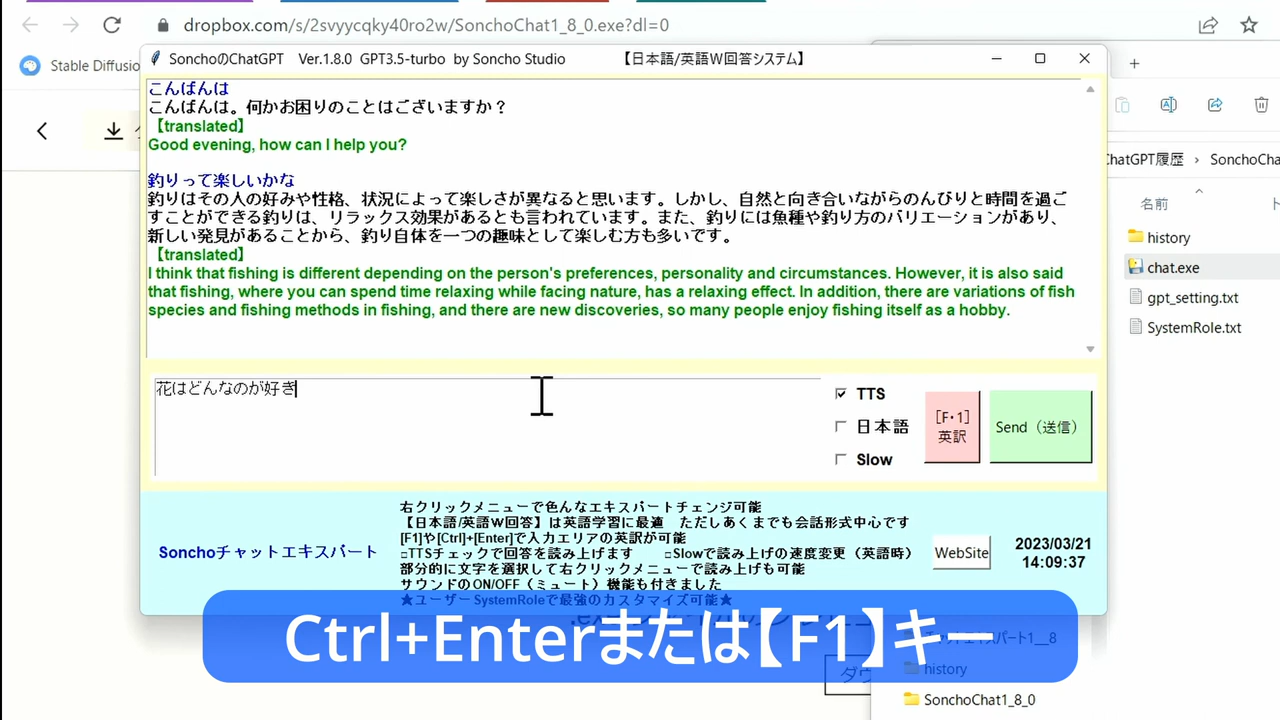 dropbox.com/s/2svyycqky40ro2w/SonchoChat1_8_0.exe?dl=0
Stable Diffusio
SonchoのChatGPT Ver.1.8.0 GPT3.5-turbo by Soncho Studio 【日本語/英語W回答システム】
こんばんは
こんばんは。何かお困りのことはございますか？
【translated】
Good evening, how can I help you?
釣りって楽しいかな
釣りはその人の好みや性格、状況によって楽しさが異なると思います。しかし、自然と向き合いながらのんびりと時間を過ご
すことができる釣りは、リラックス効果があるとも言われています。また、釣りには魚種や釣り方のバリエーションがあり、
新しい発見があることから、釣り自体を一つの趣味として楽しむ方も多いです。
【translated】
I think that fishing is different depending on the person's preferences, personality and circumstances. However, it is also said
that fishing, where you can spend time relaxing while facing nature, has a relaxing effect. In addition, there are variations of fish
species and fishing methods in fishing, and there are new discoveries, so many people enjoy fishing itself as a hobby.
花はどんなのが好き
TTS
日本語
Slow
[F・1]
英訳
Send（送信）
Sonchoチャットエキスパート
右クリックメニューで色んなエキスパートチェンジ可能
【日本語/英語W回答】は英語学習に最適 ただしあくまでも会話形式中心です
[F1]や[Ctrl]+[Enter]で入力エリアの英訳が可能
□TTSチェックで回答を読み上げます □Slowで読み上げの速度変更（英語時）
部分的に文字を選択して右クリックメニューで読み上げも可能
サウンドのON/OFF（ミュート）機能も付きました
★ユーザーSystemRoleで最強のカスタマイズ可能★
WebSite
2023/03/21
14:09:37
ChatGPT履歴 › SonchoCha
名前
history
chat.exe
gpt_setting.txt
SystemRole.txt
Ctrl+Enterまたは【F1】キー
チャットエキスパート1__8
history
SonchoChat1_8_0
ダウ